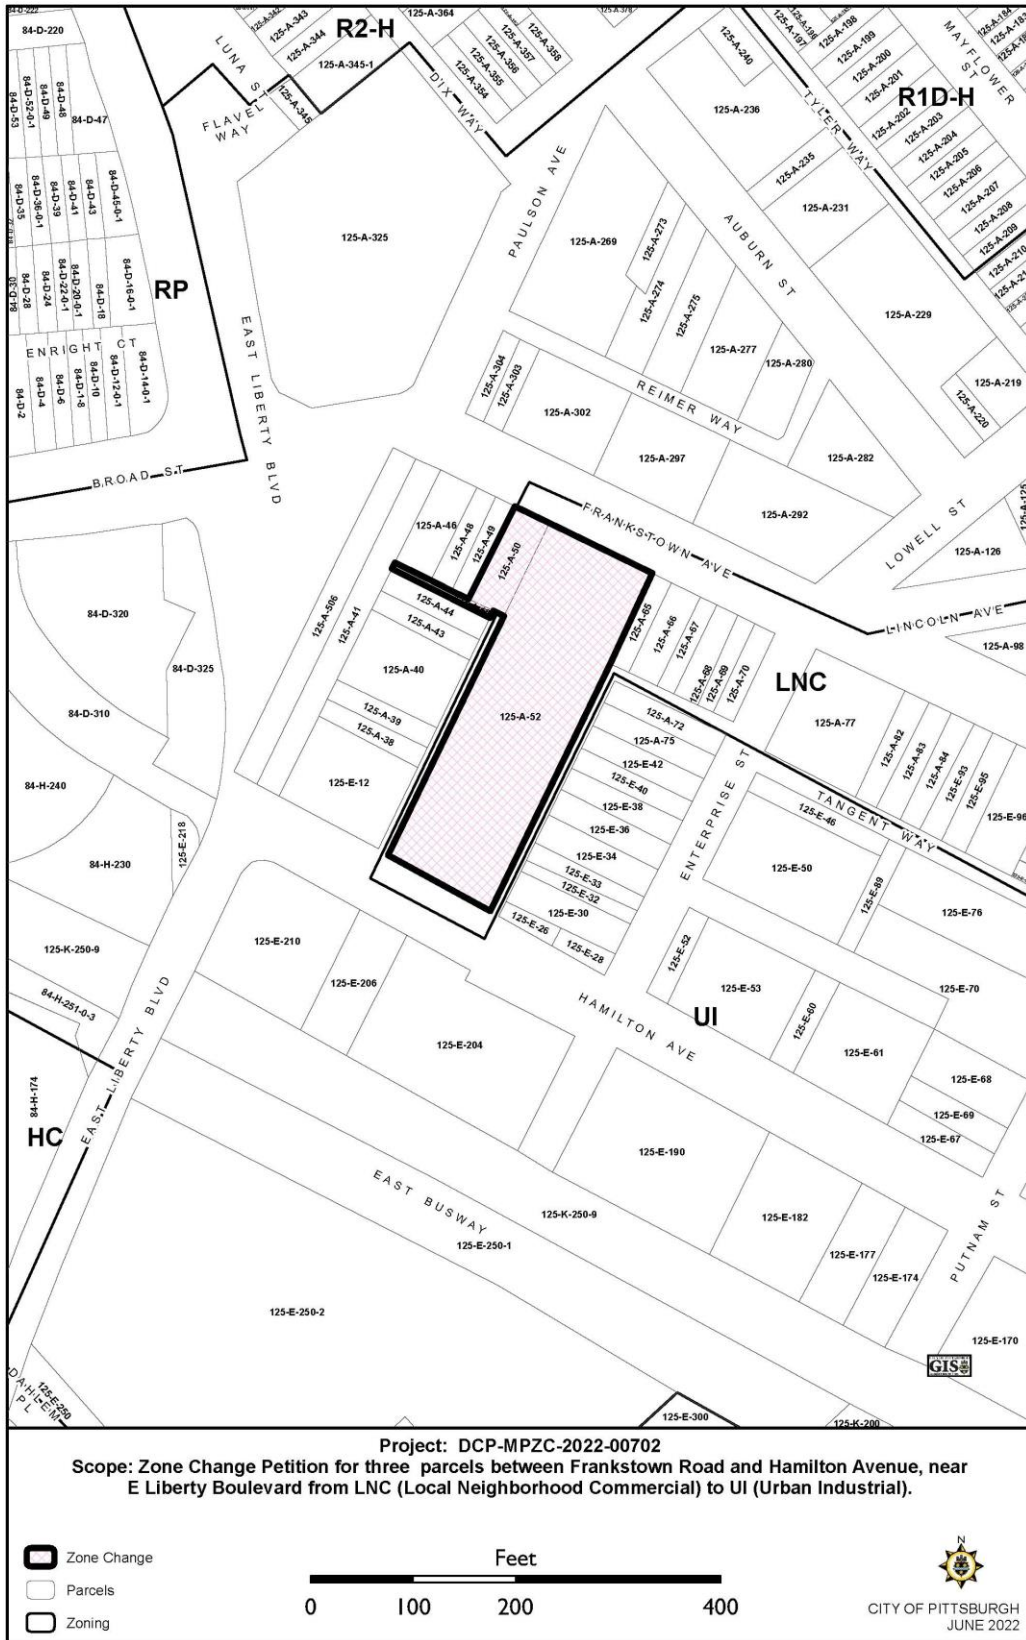 84-D-220
R2-H
125-A-364
125-A-343
125-A-344
125-A-345-1
125-A-345
LUNA ST
FLAVEL WAY
D'IX WAY
125-A-358
125-A-357
125-A-356
125-A-355
125-A-354
125-A-240
125-A-236
125-A-197
125-A-198
125-A-199
125-A-200
125-A-201
125-A-202
125-A-203
125-A-204
125-A-205
125-A-206
125-A-207
125-A-208
125-A-209
125-A-210
MAYFLOWER ST
R1D-H
TYLER WAY
125-A-235
125-A-231
84-D-53
84-D-52-0-1
84-D-49
84-D-48
84-D-47
84-D-35
84-D-36-0-1
84-D-39
84-D-41
84-D-43
84-D-45-0-1
84-D-30
84-D-28
84-D-24
84-D-22-0-1
84-D-20-0-1
84-D-18
84-D-16-0-1
RP
ENRIGHT CT
84-D-2
84-D-4
84-D-6
84-D-1-8
84-D-10
84-D-12-0-1
84-D-14-0-1
125-A-325
PAULSON AVE
125-A-269
125-A-273
125-A-274
125-A-275
125-A-277
125-A-280
AUBURN ST
125-A-229
125-A-219
125-A-220
EAST LIBERTY BLVD
125-A-304
125-A-303
125-A-302
REIMER WAY
125-A-297
125-A-282
125-A-292
BROAD ST
FRANKSTOWN AVE
LOWELL ST
125-A-125
125-A-126
LINCOLN AVE
125-A-98
125-A-46
125-A-48
125-A-49
125-A-50
125-A-506
125-A-41
125-A-44
125-A-43
125-A-40
125-A-39
125-A-38
125-E-12
125-A-52
125-A-65
125-A-66
125-A-67
125-A-68
125-A-69
125-A-70
LNC
125-A-77
125-A-82
125-A-83
125-A-84
125-E-93
125-E-95
125-E-96
84-D-320
84-D-325
84-D-310
84-H-240
84-H-230
125-E-218
125-A-72
125-A-75
125-E-42
125-E-40
125-E-38
125-E-36
125-E-34
125-E-33
125-E-32
125-E-30
125-E-26
125-E-28
ENTERPRISE ST
TANGENT WAY
125-E-46
125-E-50
125-E-89
125-E-76
125-E-70
125-K-250-9
84-H-251-0-3
EAST LIBERTY BLVD
125-E-210
125-E-206
125-E-204
HAMILTON AVE
125-E-52
125-E-53
UI
125-E-60
125-E-61
125-E-68
125-E-69
125-E-67
84-H-174
HC
125-E-190
EAST BUSWAY
125-K-250-9
125-E-250-1
125-E-182
125-E-177
125-E-174
PUTNAM ST
125-E-170
125-E-250-2
GIS
DAHLEM PL
125-E-250
125-E-300
125-K-200
Project: DCP-MPZC-2022-00702
Scope: Zone Change Petition for three parcels between Frankstown Road and Hamilton Avenue, near
E Liberty Boulevard from LNC (Local Neighborhood Commercial) to UI (Urban Industrial).
Zone Change
Parcels
Zoning
Feet
0 100 200 400
N
CITY OF PITTSBURGH
JUNE 2022